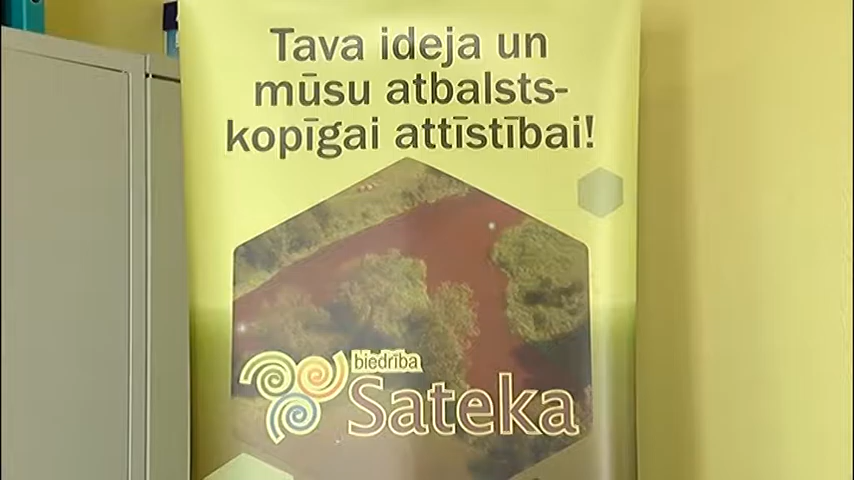 Tava ideja un
mūsu atbalsts-
kopīgai attīstībai!
biedrība
Sateka